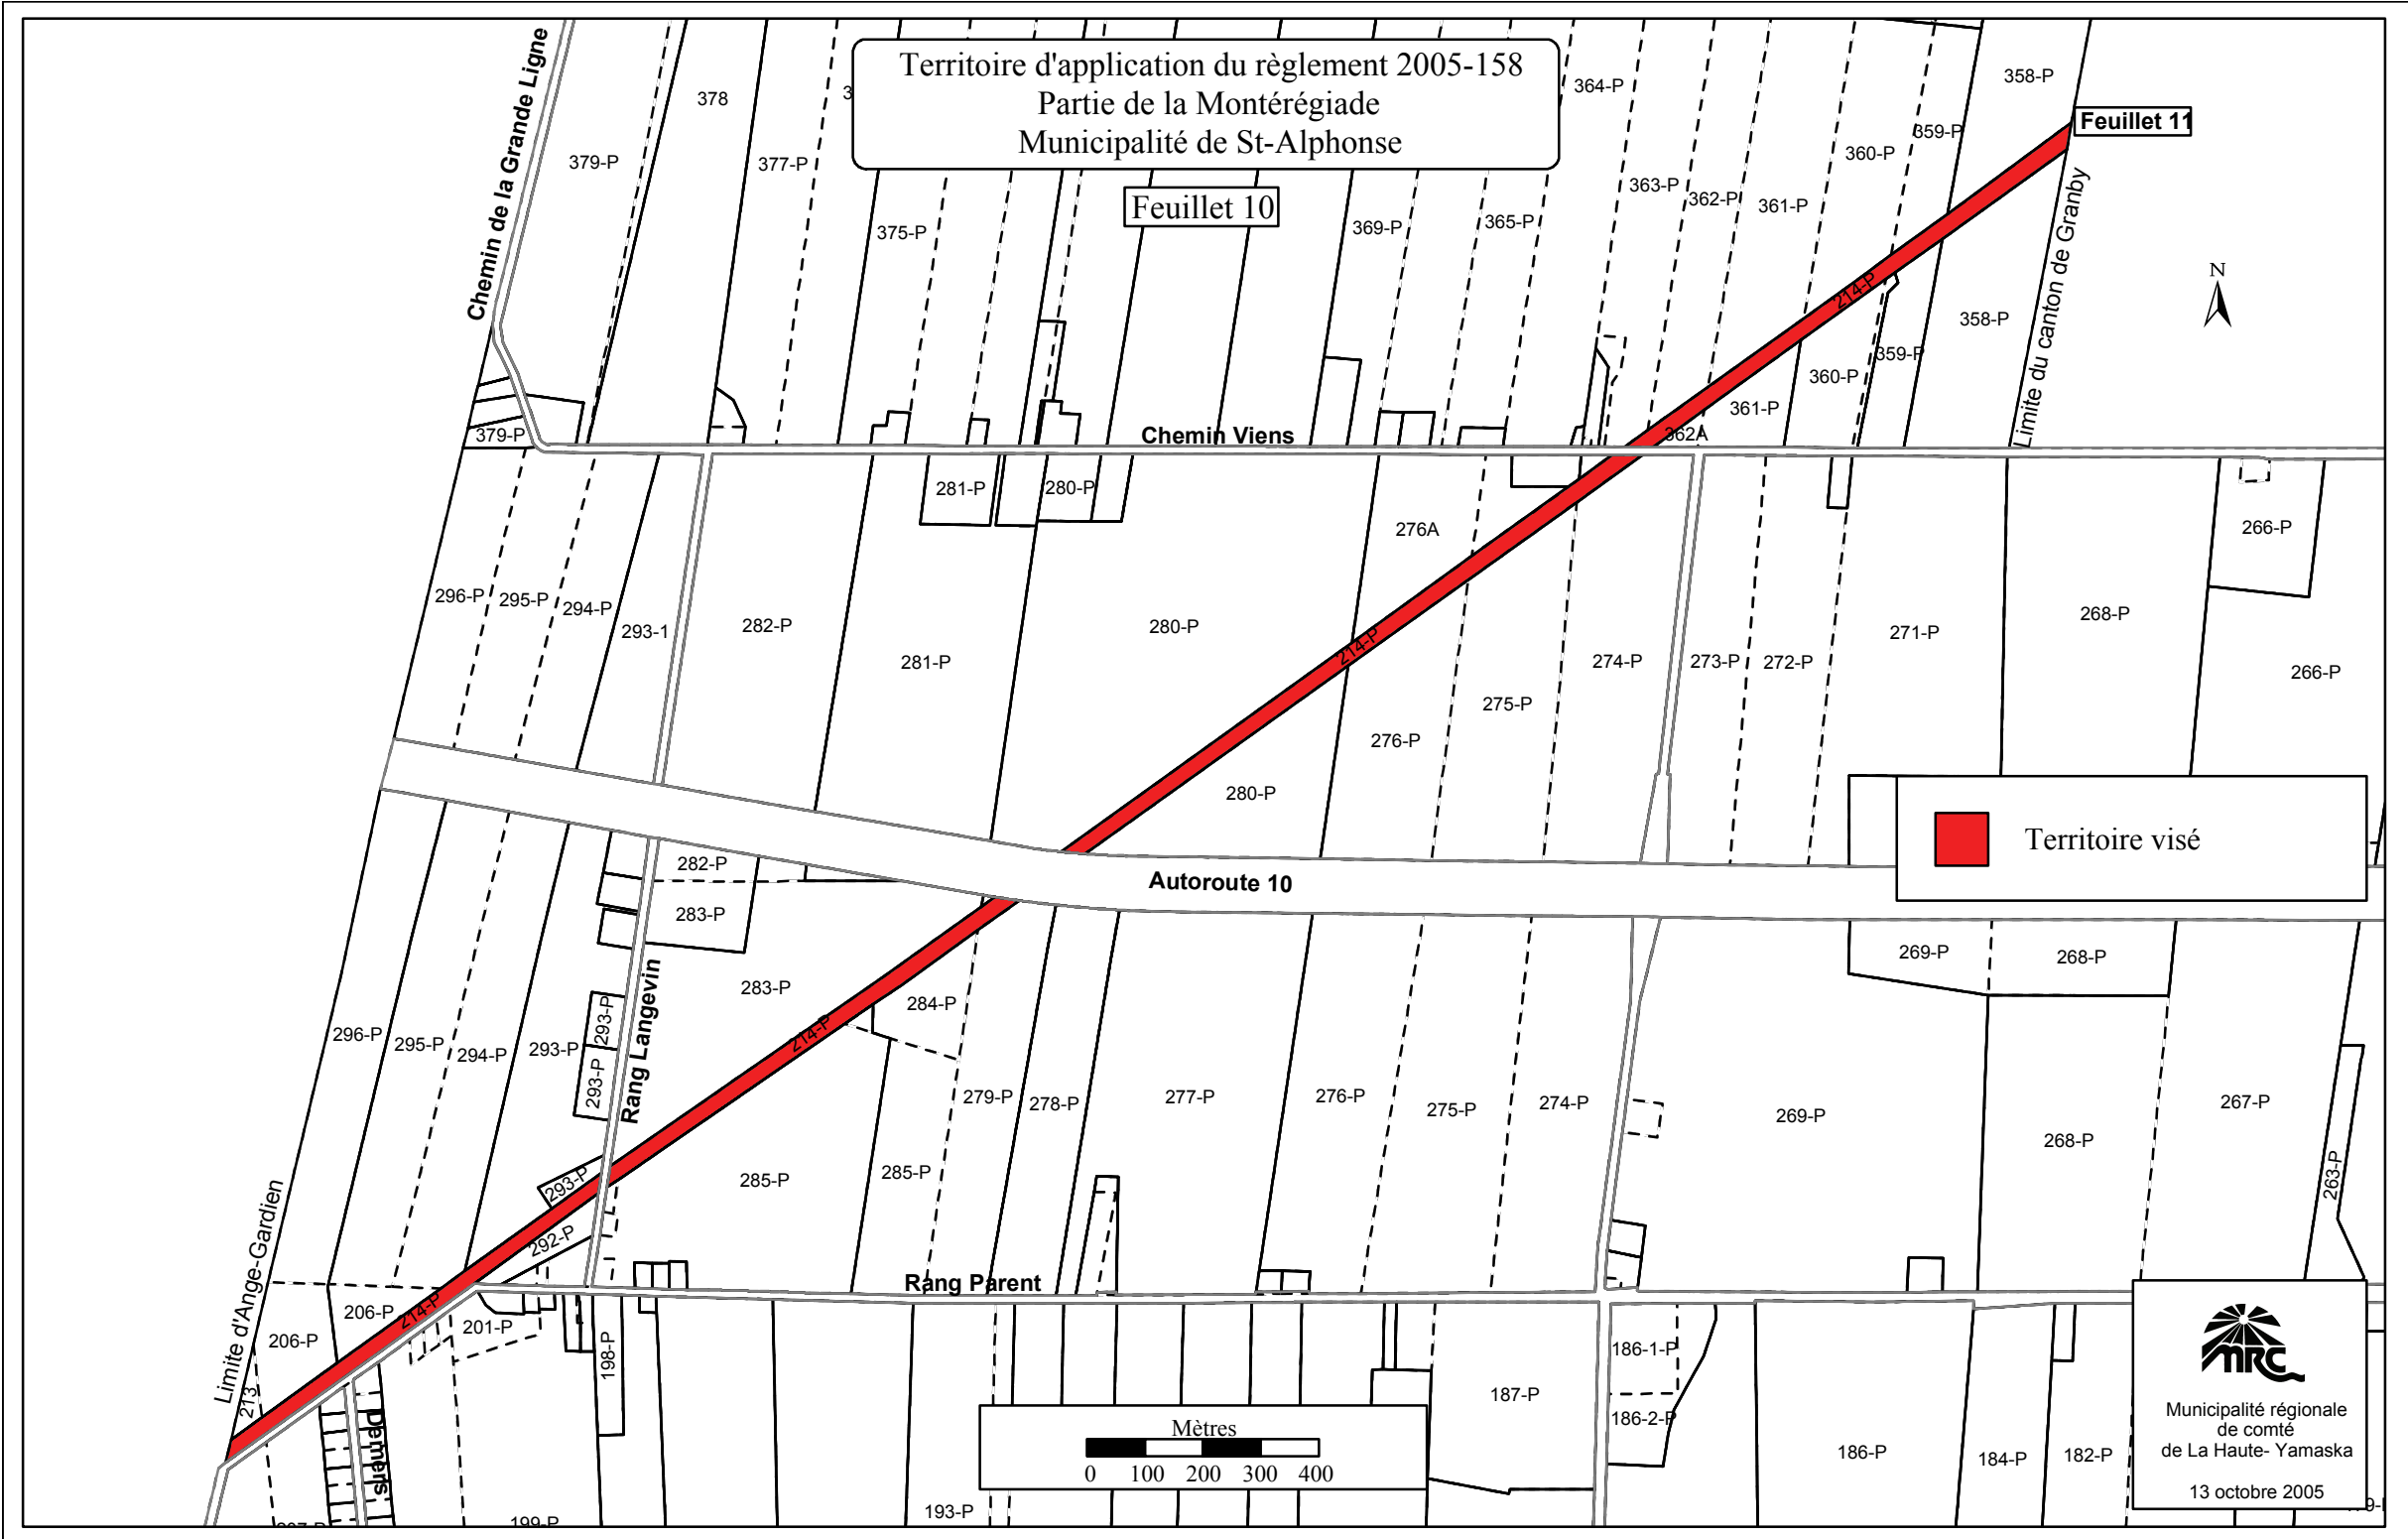 Territoire d'application du règlement 2005-158
Partie de la Montérégiade
Municipalité de St-Alphonse
Feuillet 10
Feuillet 11
Chemin de la Grande Ligne
379-P
378
377-P
375-P
369-P
365-P
364-P
363-P
362-P
361-P
360-P
359-P
358-P
Limite du canton de Granby
N
214-P
358-P
359-P
360-P
361-P
362A
379-P
Chemin Viens
281-P
280-P
276A
266-P
296-P
295-P
294-P
293-1
282-P
281-P
280-P
214-P
274-P
273-P
272-P
271-P
268-P
266-P
275-P
276-P
280-P
Territoire visé
282-P
283-P
Autoroute 10
269-P
268-P
283-P
284-P
214-P
296-P
295-P
294-P
293-P
293-P
293-P
Rang Langevin
279-P
278-P
277-P
276-P
275-P
274-P
269-P
268-P
267-P
263-P
285-P
285-P
293-P
292-P
Limite d'Ange-Gardien
Rang Parent
206-P
206-P
214-P
201-P
198-P
213
Demers
186-1-P
186-2-P
187-P
186-P
184-P
182-P
193-P
199-P
Mètres
0 100 200 300 400
MRC
Municipalité régionale
de comté
de La Haute- Yamaska
13 octobre 2005